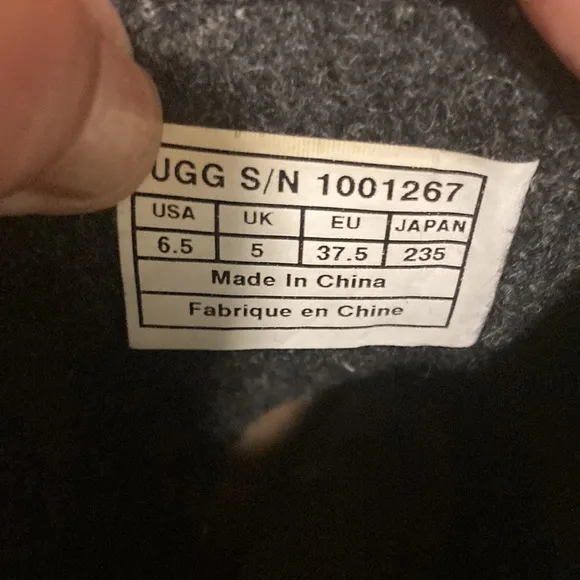 UGG S/N 1001267
USA UK EU JAPAN
6.5 5 37.5 235
Made In China
Fabrique en Chine